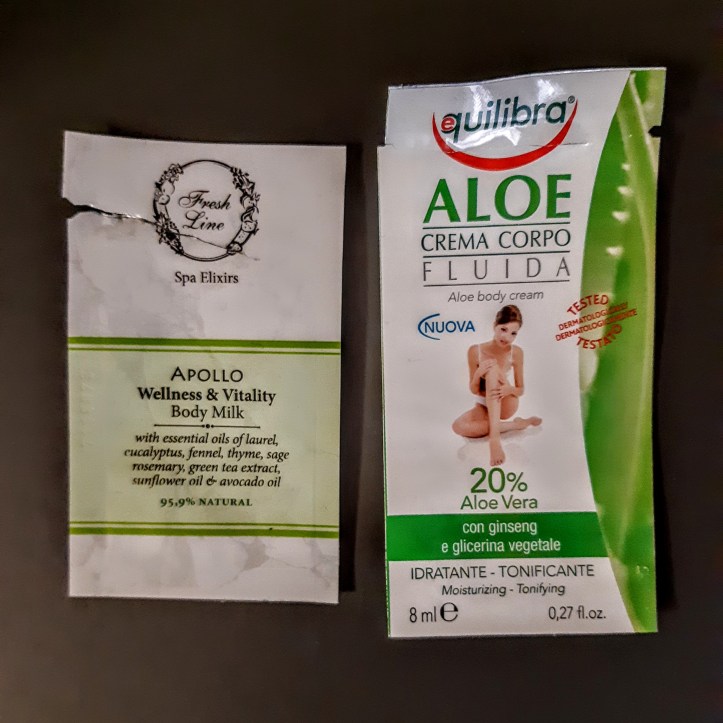 Fresh
Line
Spa Elixirs
APOLLO
Wellness & Vitality
Body Milk
with essential oils of laurel,
eucalyptus, fennel, thyme, sage
rosemary, green tea extract,
sunflower oil & avocado oil
95,9% NATURAL
equilibra®
ALOE
CREMA CORPO
FLUIDA
Aloe body cream
NUOVA
TESTED
DERMATOLOGICALLY
DERMATOLOGICAMENTE
TESTATO
20%
Aloe Vera
con ginseng
e glicerina vegetale
IDRATANTE - TONIFICANTE
Moisturizing - Tonifying
8 ml e 0,27 fl.oz.